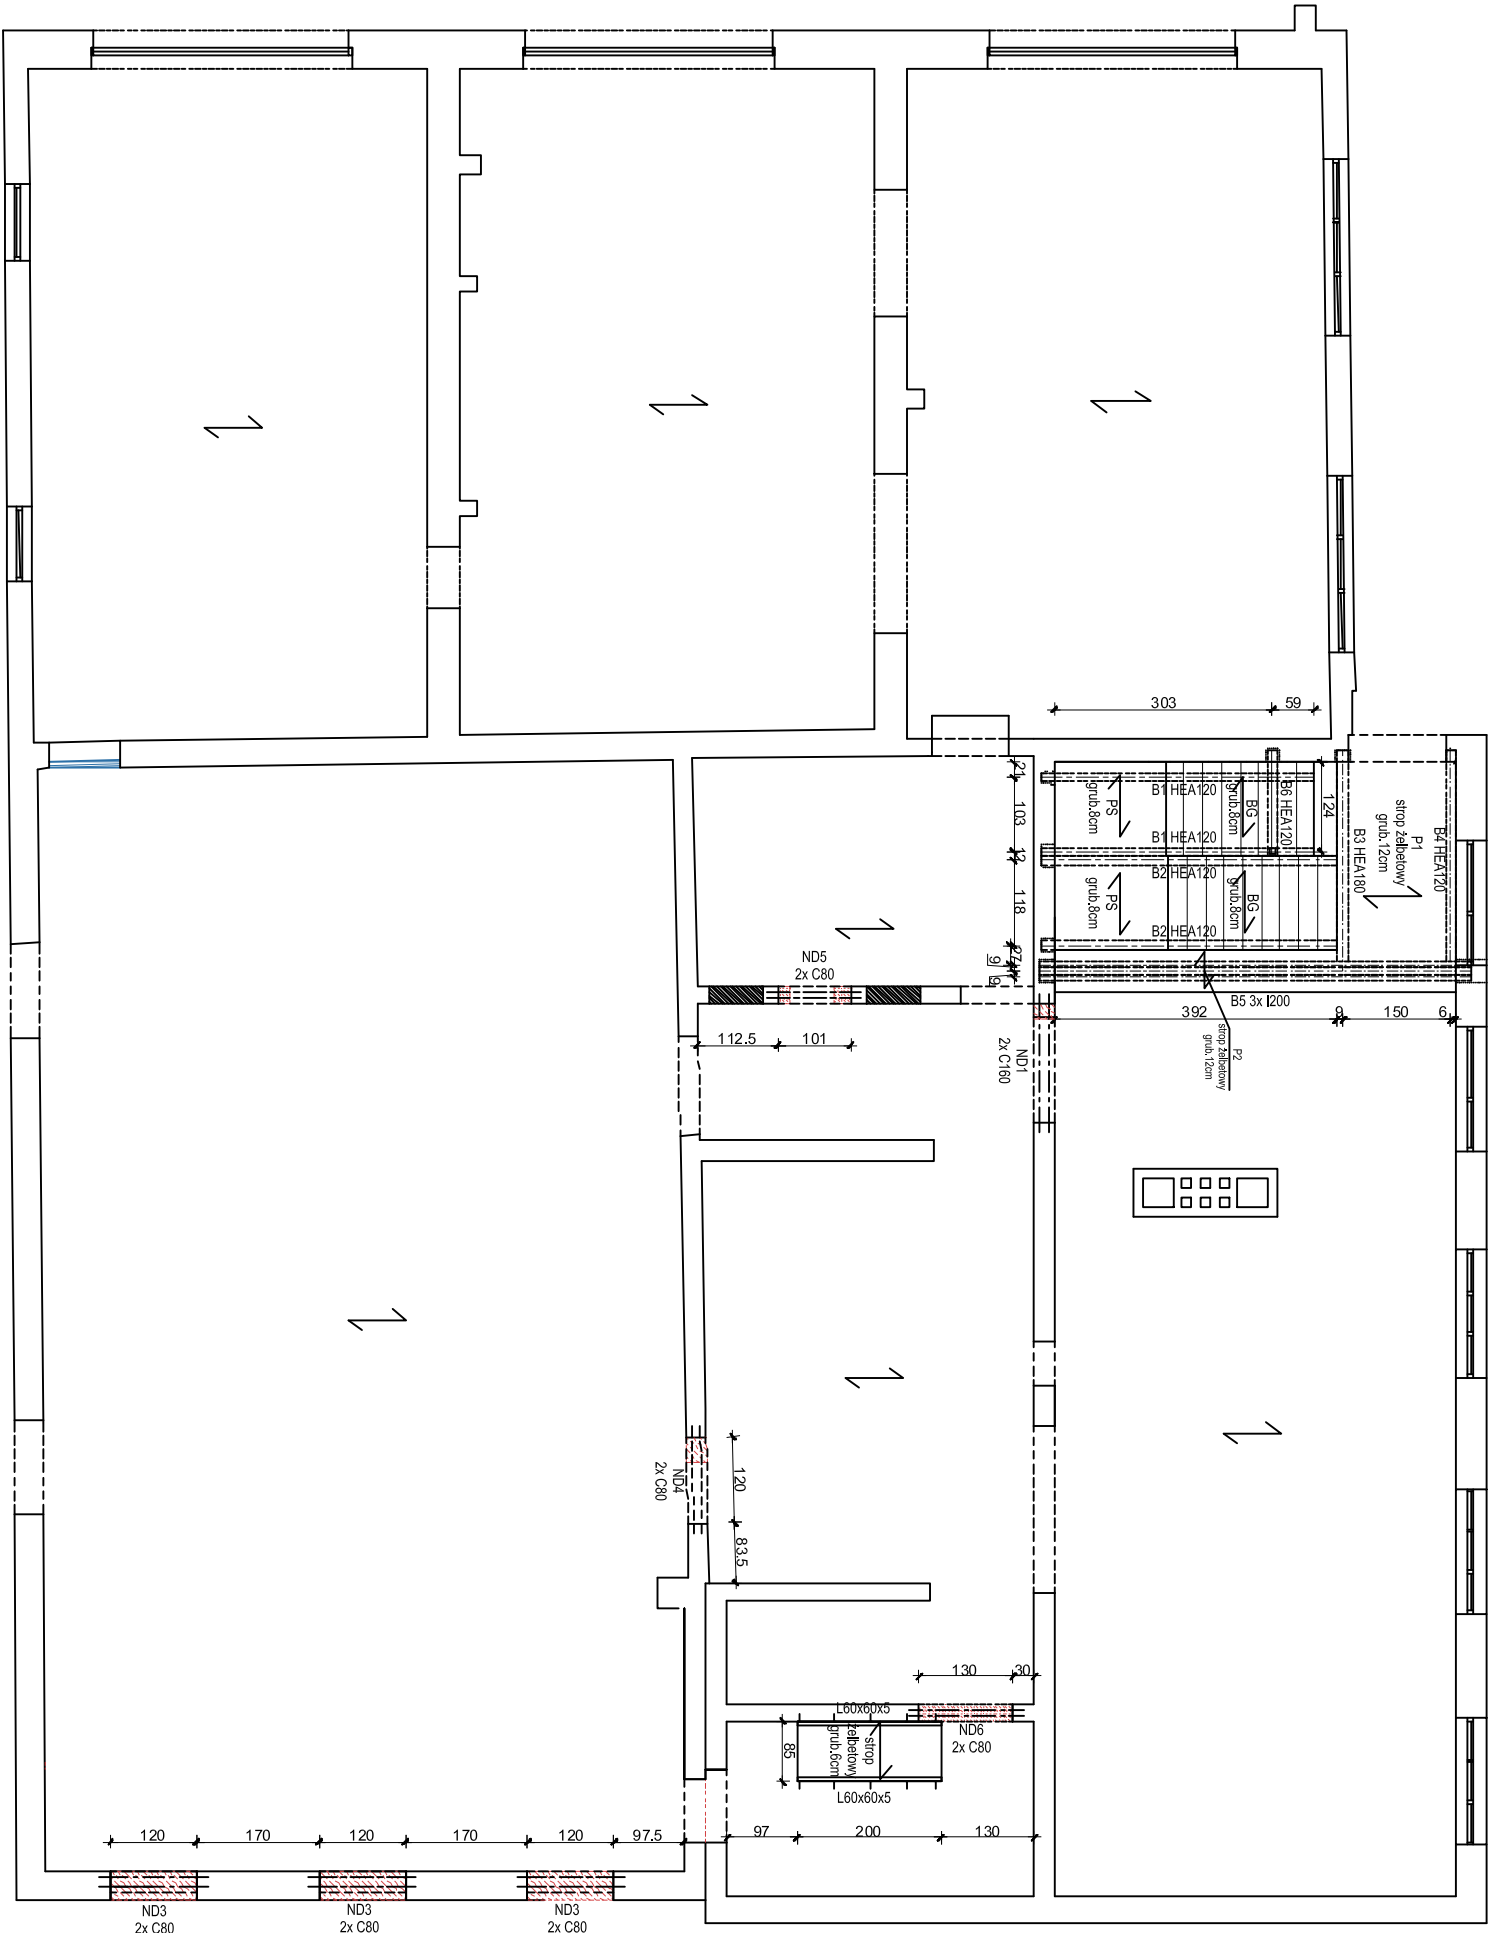 303
59
21
103
12
118
27
9
9
124
B1 HEA120
PS
grub.8cm
BG
grub.8cm
B6 HEA120
B1 HEA120
B2 HEA120
PS
grub.8cm
BG
grub.8cm
B2 HEA120
P1
strop żelbetowy
grub.12cm
B4 HEA120
B3 HEA180
B5 3x I200
392
9
150
6
P2
strop żelbetowy
grub.12cm
ND5
2x C80
112.5
101
ND1
2x C160
ND4
2x C80
120
83.5
130
30
ND6
2x C80
L60x60x5
strop
żelbetowy
grub.6cm
85
L60x60x5
97
200
130
120
170
120
170
120
97.5
ND3
2x C80
ND3
2x C80
ND3
2x C80